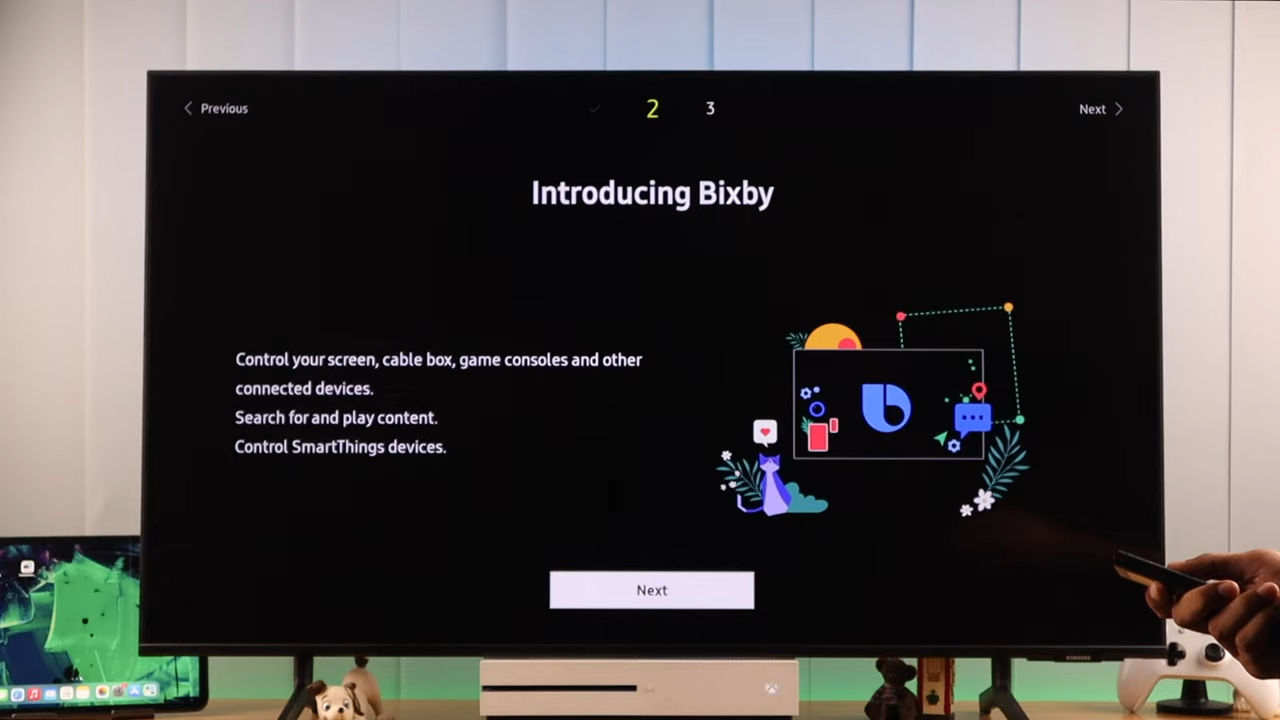 Previous
2
3
Next
Introducing Bixby
Control your screen, cable box, game consoles and other
connected devices.
Search for and play content.
Control SmartThings devices.
Next
SAMSUNG